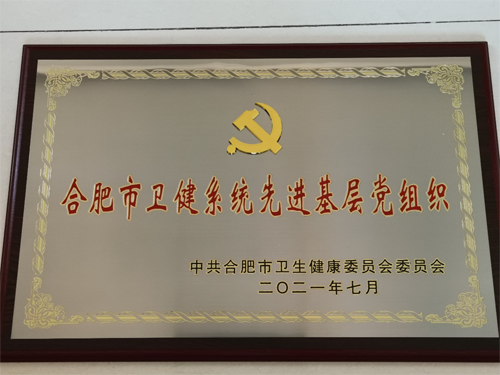 合肥市卫健系统先进基层党组织
中共合肥市卫生健康委员会委员会
二〇二一年七月